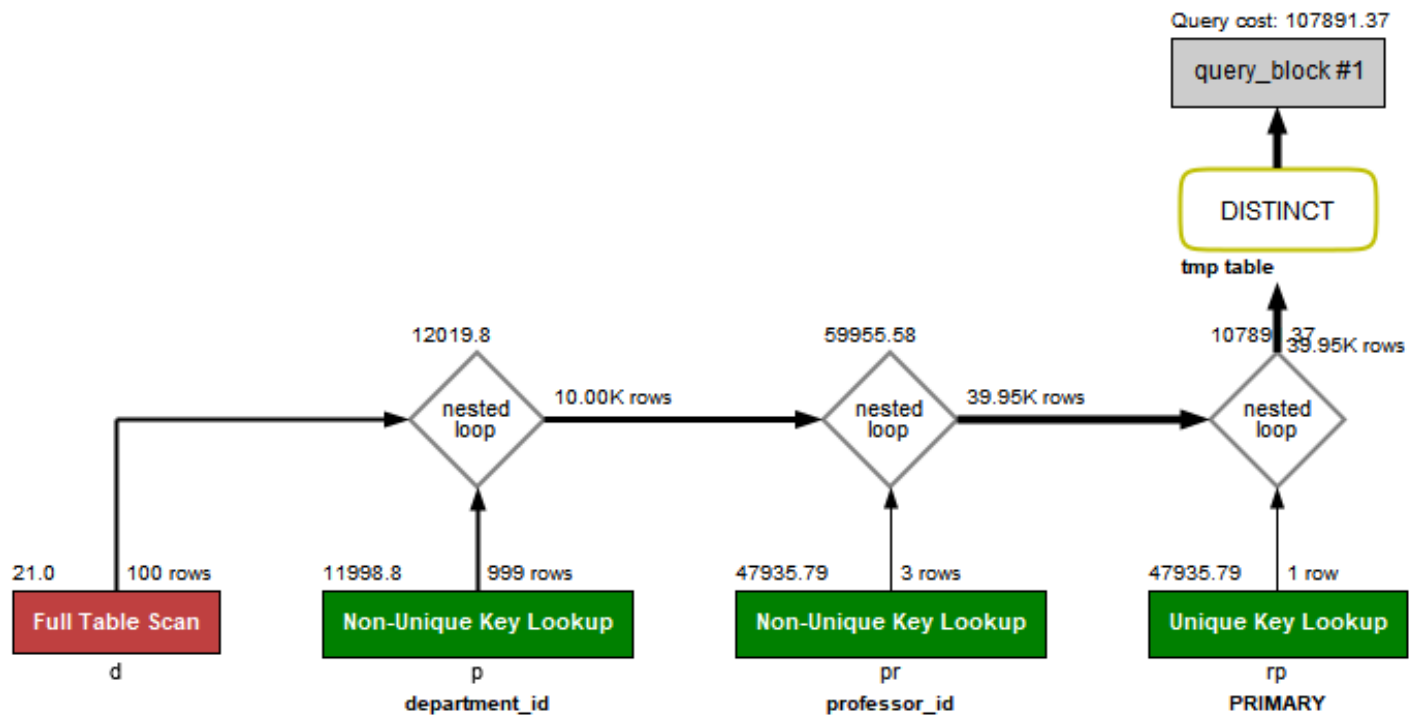 Query cost: 107891.37
query_block #1
DISTINCT
tmp table
12019.8
59955.58
107891.37
39.95K rows
nested
loop
10.00K rows
nested
loop
39.95K rows
nested
loop
21.0
100 rows
11998.8
999 rows
47935.79
3 rows
47935.79
1 row
Full Table Scan
Non-Unique Key Lookup
Non-Unique Key Lookup
Unique Key Lookup
d
p
pr
rp
department_id
professor_id
PRIMARY